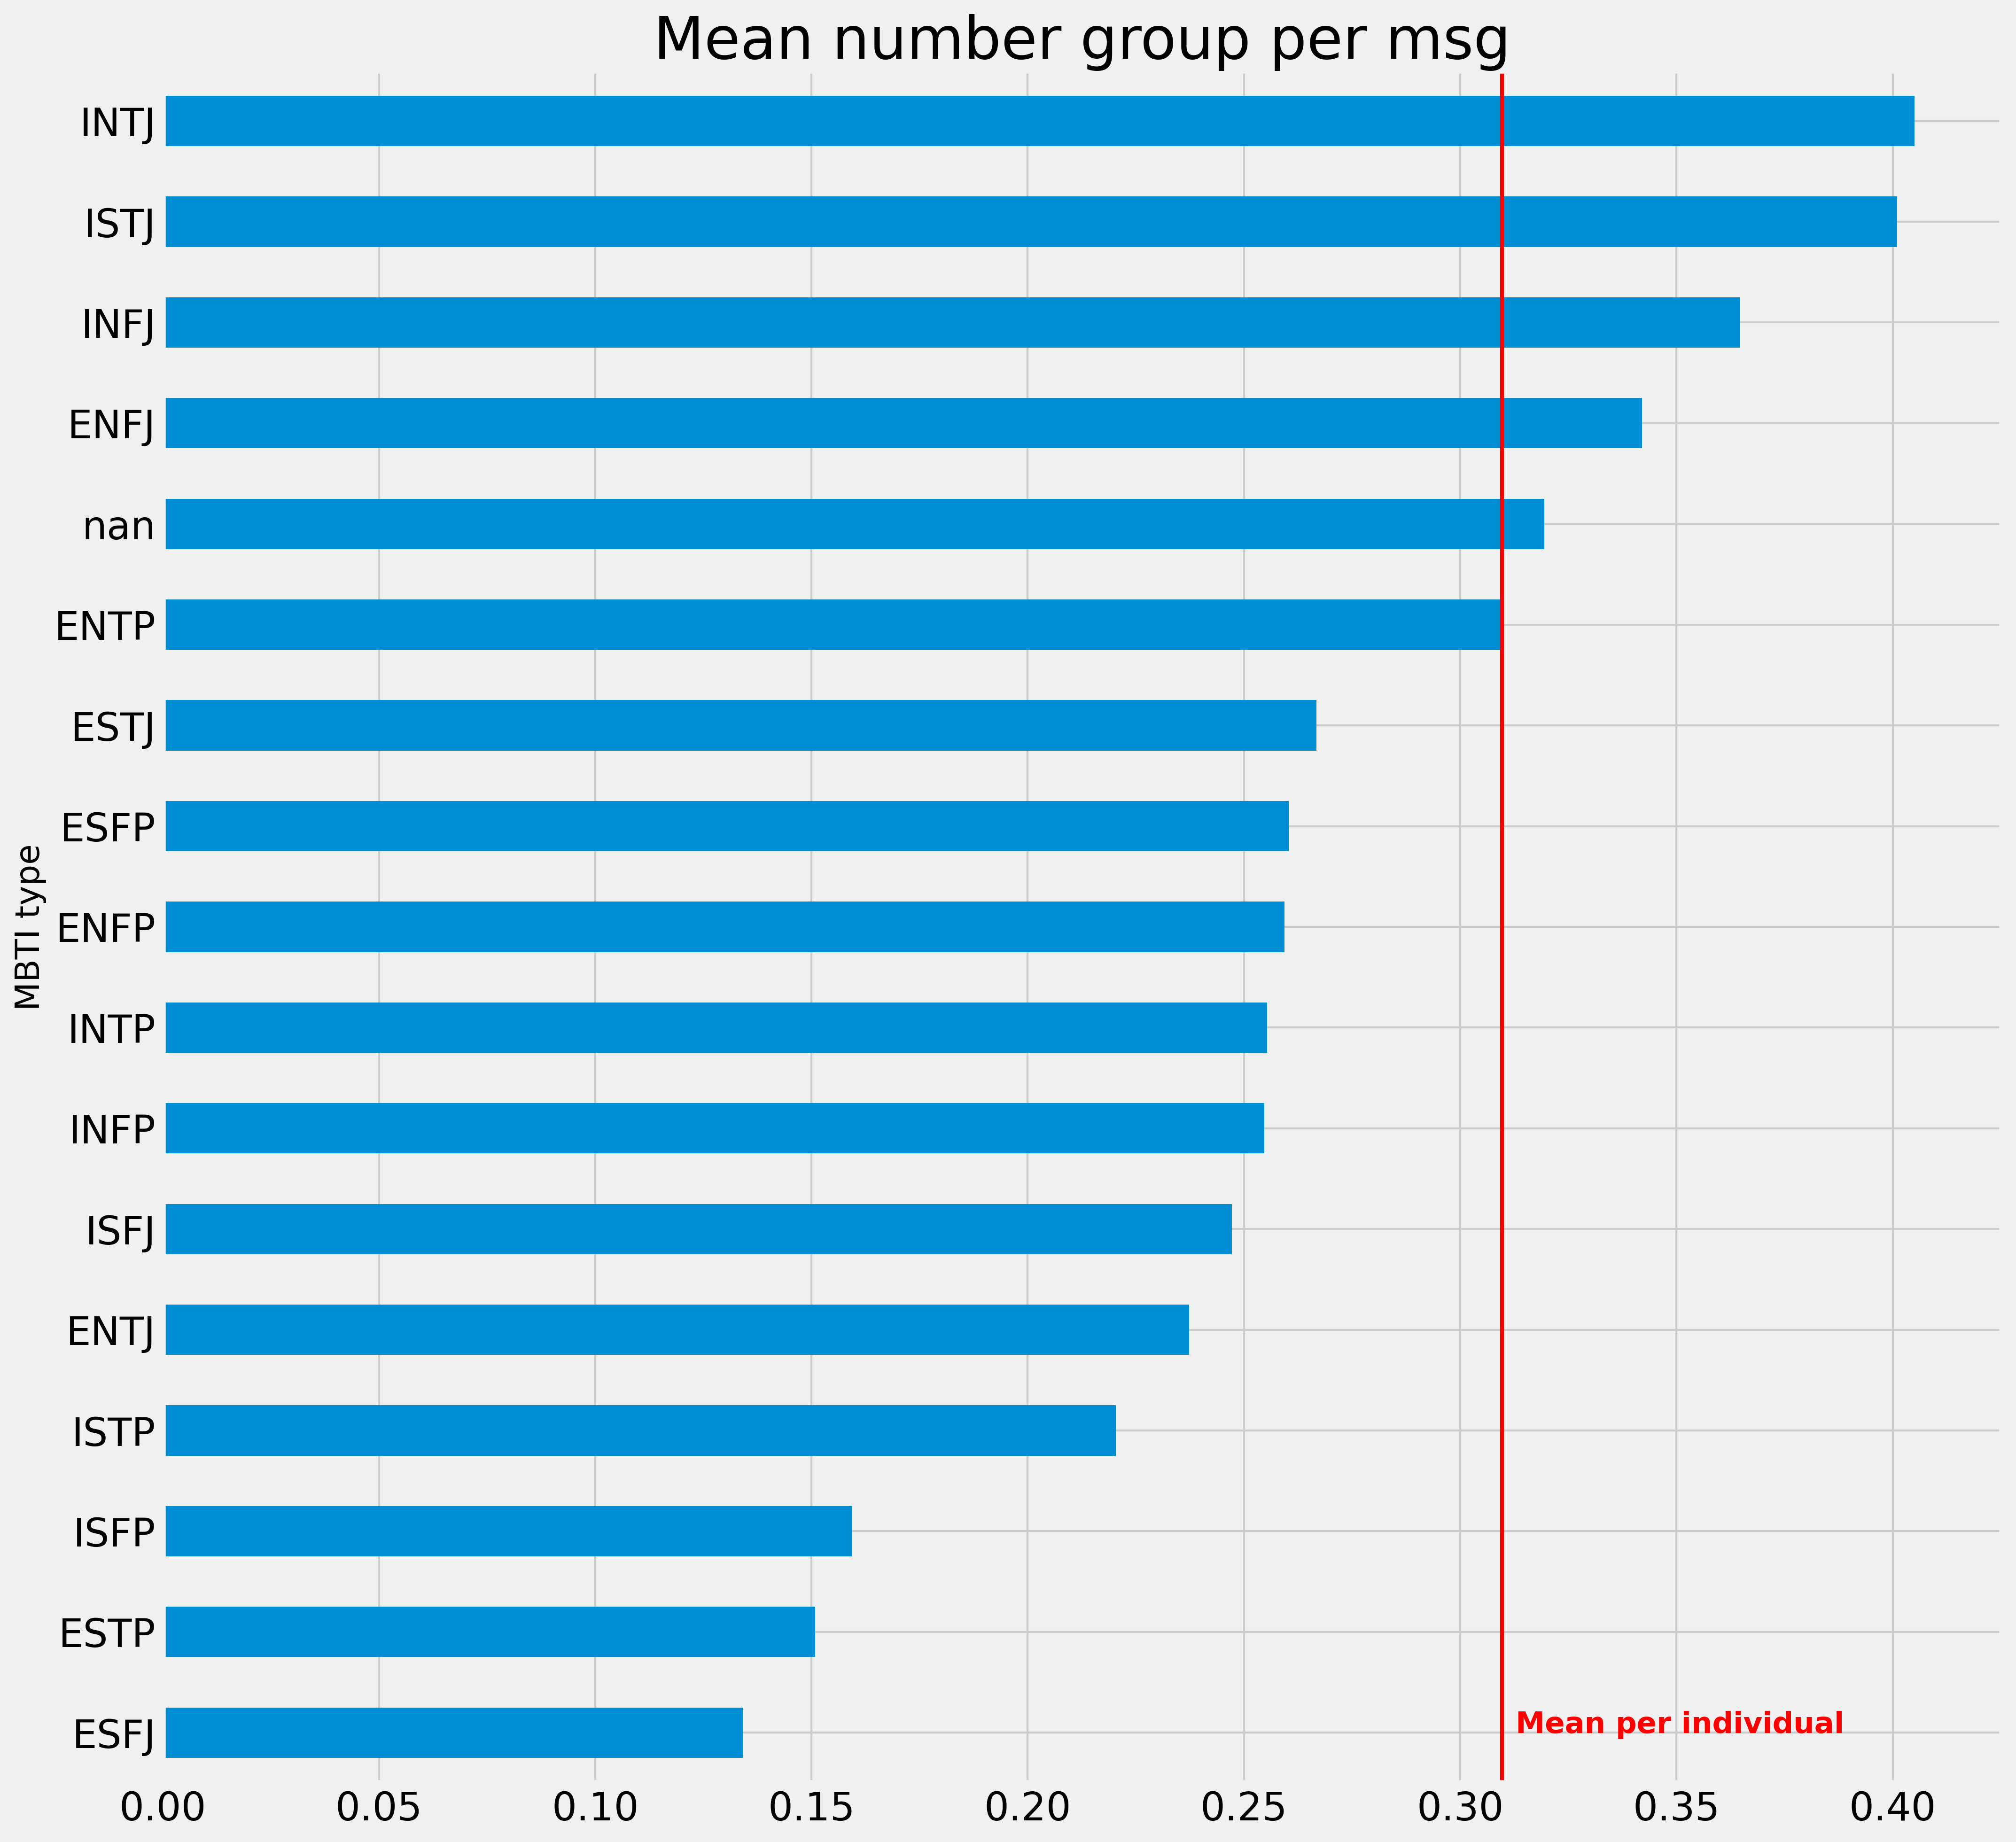 Mean number group per msg
INTJ
ISTJ
INFJ
ENFJ
nan
ENTP
ESTJ
ESFP
ENFP
INTP
INFP
ISFJ
ENTJ
ISTP
ISFP
ESTP
ESFJ
MBTI type
Mean per individual
0.00 0.05 0.10 0.15 0.20 0.25 0.30 0.35 0.40